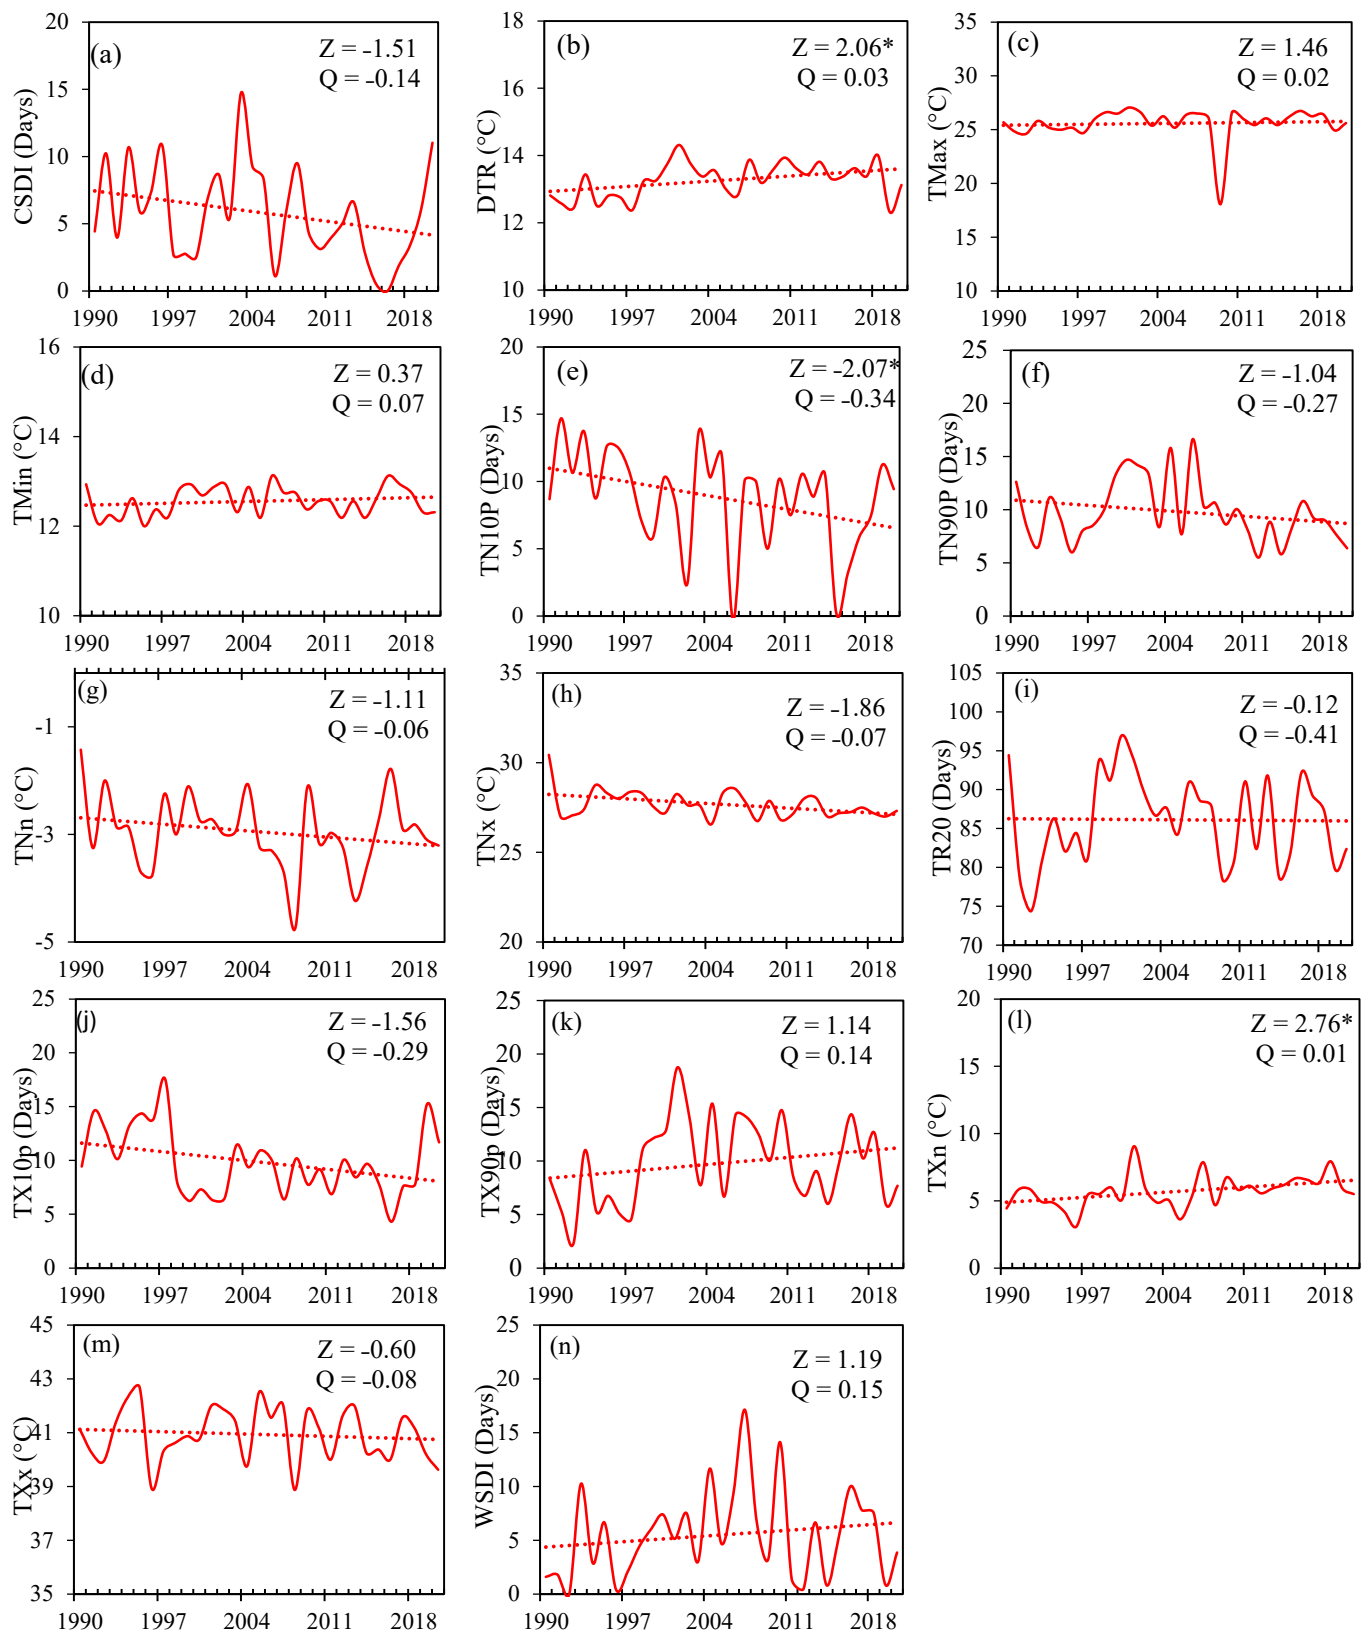 (a)
Z = -1.51
Q = -0.14
CSDI (Days)
20
15
10
5
0
1990 1997 2004 2011 2018
(b)
Z = 2.06*
Q = 0.03
DTR (°C)
18
16
14
12
10
1990 1997 2004 2011 2018
(c)
Z = 1.46
Q = 0.02
TMax (°C)
35
30
25
20
15
10
1990 1997 2004 2011 2018
(d)
Z = 0.37
Q = 0.07
TMin (°C)
16
14
12
10
1990 1997 2004 2011 2018
(e)
Z = -2.07*
Q = -0.34
TN10P (Days)
20
15
10
5
0
1990 1997 2004 2011 2018
(f)
Z = -1.04
Q = -0.27
TN90P (Days)
25
20
15
10
5
0
1990 1997 2004 2011 2018
(g)
Z = -1.11
Q = -0.06
TNn (°C)
-1
-3
-5
1990 1997 2004 2011 2018
(h)
Z = -1.86
Q = -0.07
TNx (°C)
35
30
25
20
1990 1997 2004 2011 2018
(i)
Z = -0.12
Q = -0.41
TR20 (Days)
105
100
95
90
85
80
75
70
1990 1997 2004 2011 2018
(j)
Z = -1.56
Q = -0.29
TX10p (Days)
25
20
15
10
5
0
1990 1997 2004 2011 2018
(k)
Z = 1.14
Q = 0.14
TX90p (Days)
25
20
15
10
5
0
1990 1997 2004 2011 2018
(l)
Z = 2.76*
Q = 0.01
TXn (°C)
20
15
10
5
0
1990 1997 2004 2011 2018
(m)
Z = -0.60
Q = -0.08
TXx (°C)
45
43
41
39
37
35
1990 1997 2004 2011 2018
(n)
Z = 1.19
Q = 0.15
WSDI (Days)
25
20
15
10
5
0
1990 1997 2004 2011 2018